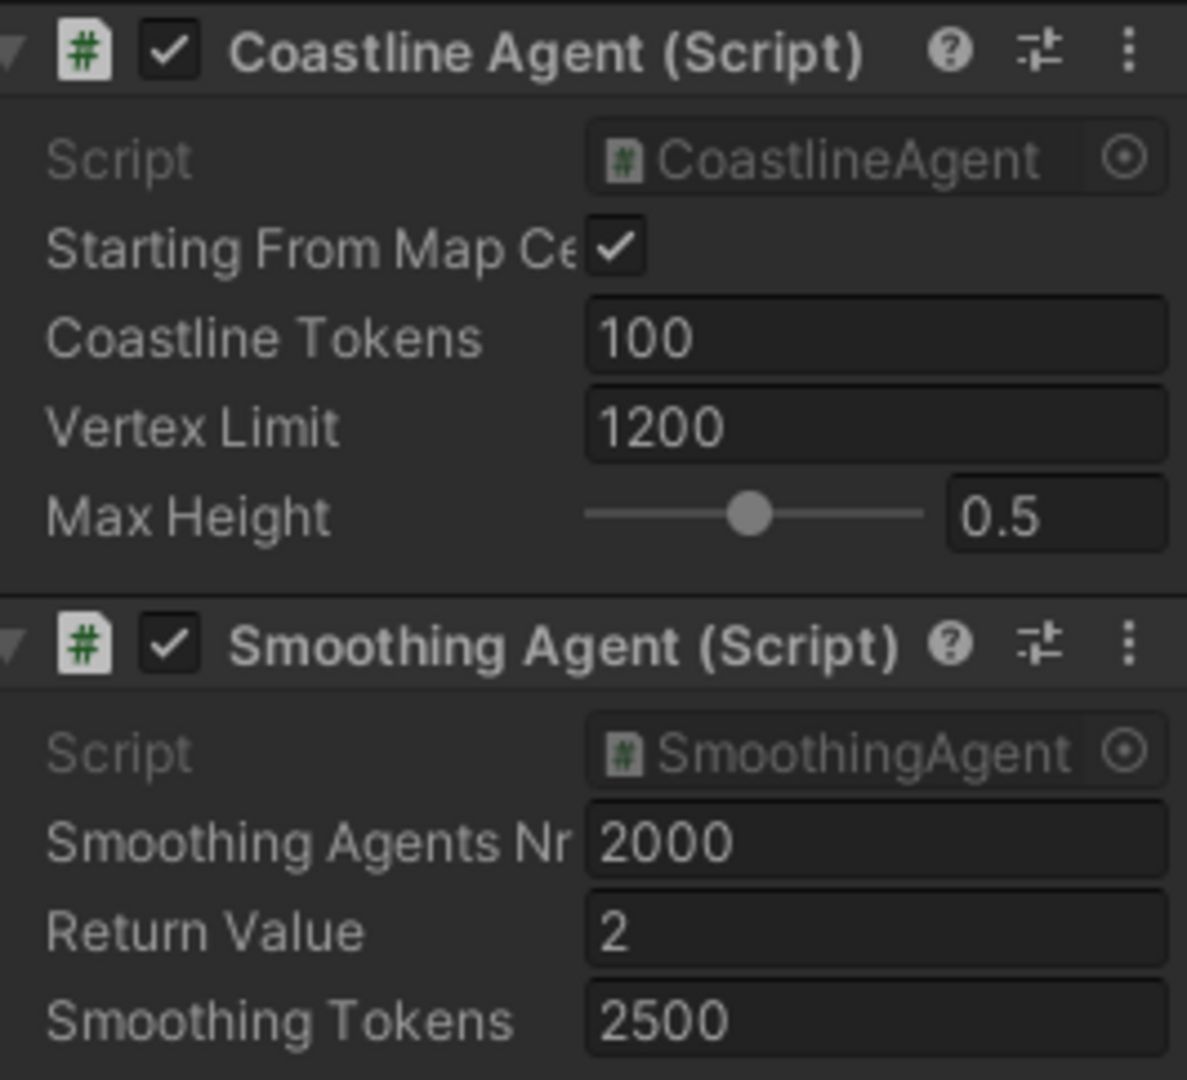 Coastline Agent (Script)
Script CoastlineAgent
Starting From Map Ce
Coastline Tokens 100
Vertex Limit 1200
Max Height 0.5
Smoothing Agent (Script)
Script SmoothingAgent
Smoothing Agents Nr 2000
Return Value 2
Smoothing Tokens 2500